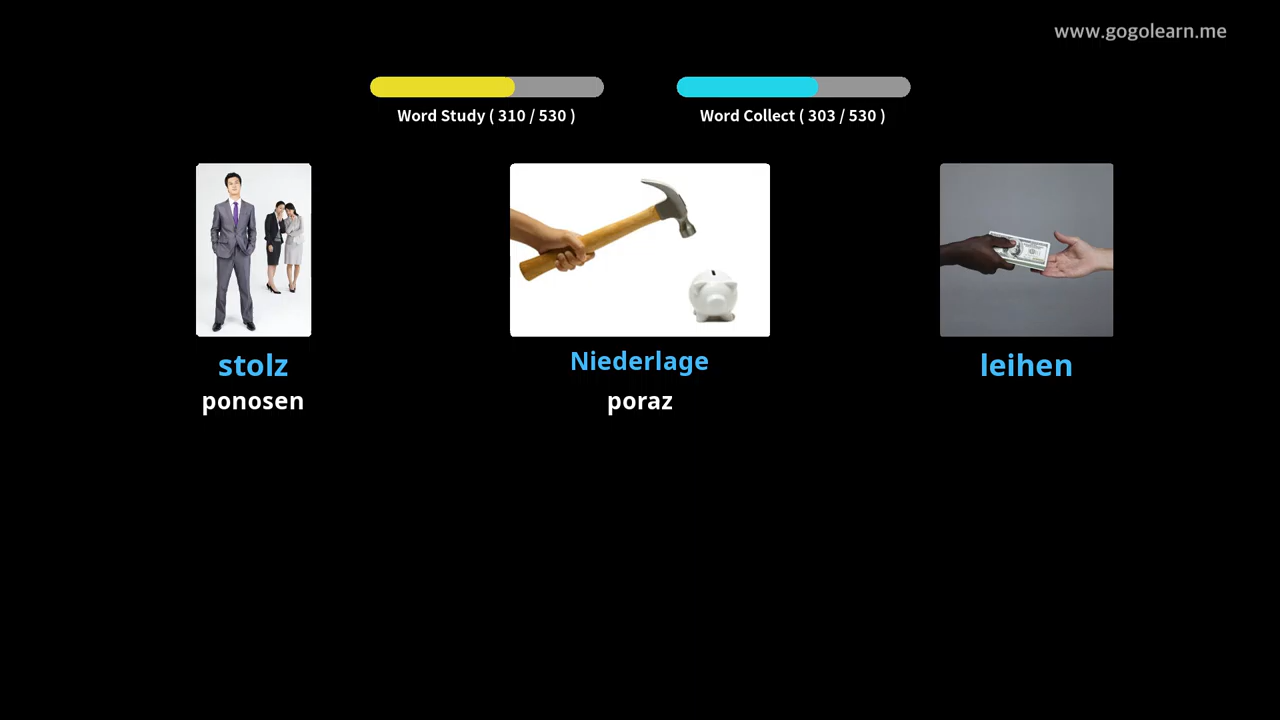 www.gogolearn.me
Word Study ( 310 / 530 )
Word Collect ( 303 / 530 )
stolz
Niederlage
leihen
ponosen
poraz